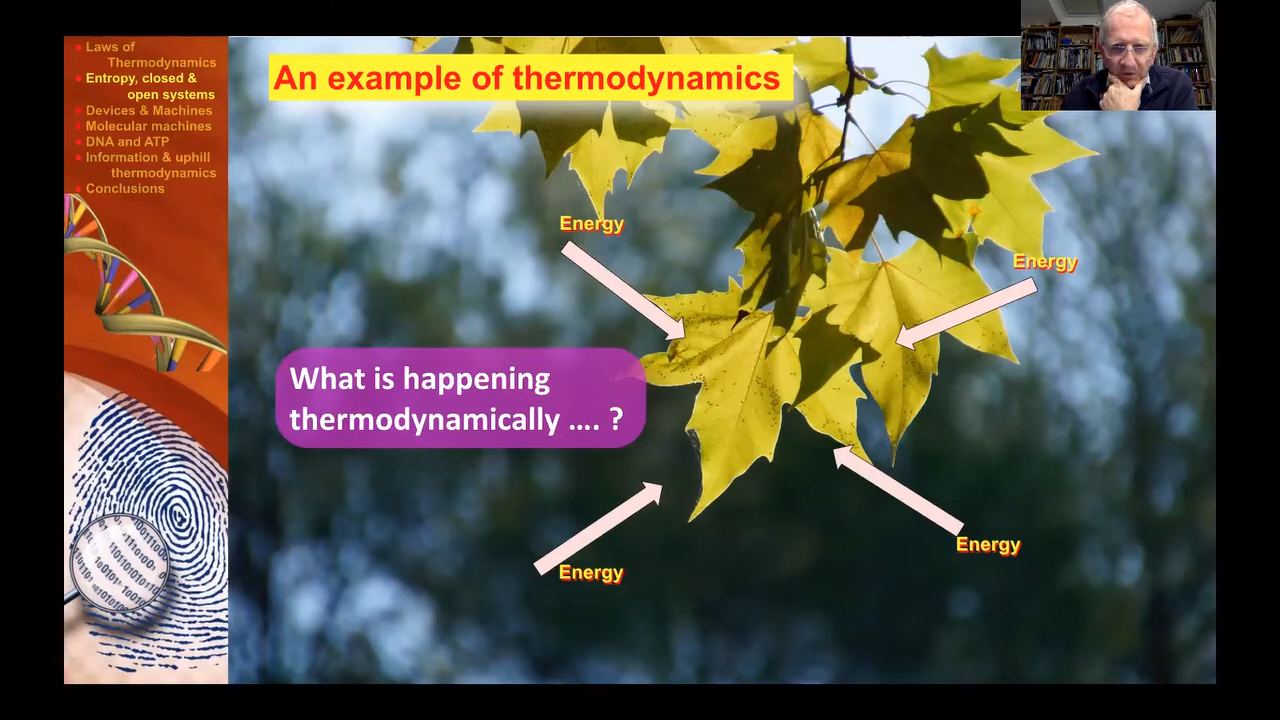 Laws of
Thermodynamics
Entropy, closed &
open systems
Devices & Machines
Molecular machines
DNA and ATP
Information & uphill
thermodynamics
Conclusions
An example of thermodynamics
Energy
Energy
What is happening
thermodynamically .... ?
Energy
Energy